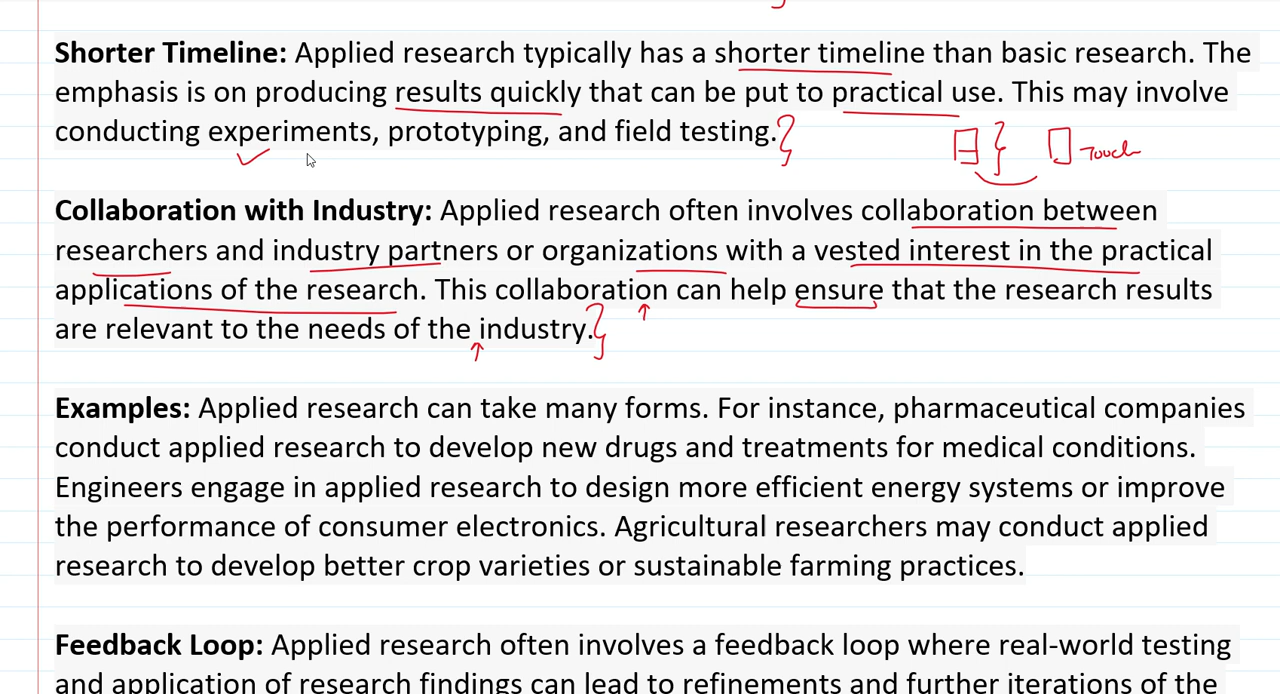 Shorter Timeline: Applied research typically has a shorter timeline than basic research. The
emphasis is on producing results quickly that can be put to practical use. This may involve
conducting experiments, prototyping, and field testing.
Touch
Collaboration with Industry: Applied research often involves collaboration between
researchers and industry partners or organizations with a vested interest in the practical
applications of the research. This collaboration can help ensure that the research results
are relevant to the needs of the industry.
Examples: Applied research can take many forms. For instance, pharmaceutical companies
conduct applied research to develop new drugs and treatments for medical conditions.
Engineers engage in applied research to design more efficient energy systems or improve
the performance of consumer electronics. Agricultural researchers may conduct applied
research to develop better crop varieties or sustainable farming practices.
Feedback Loop: Applied research often involves a feedback loop where real-world testing
and application of research findings can lead to refinements and further iterations of the